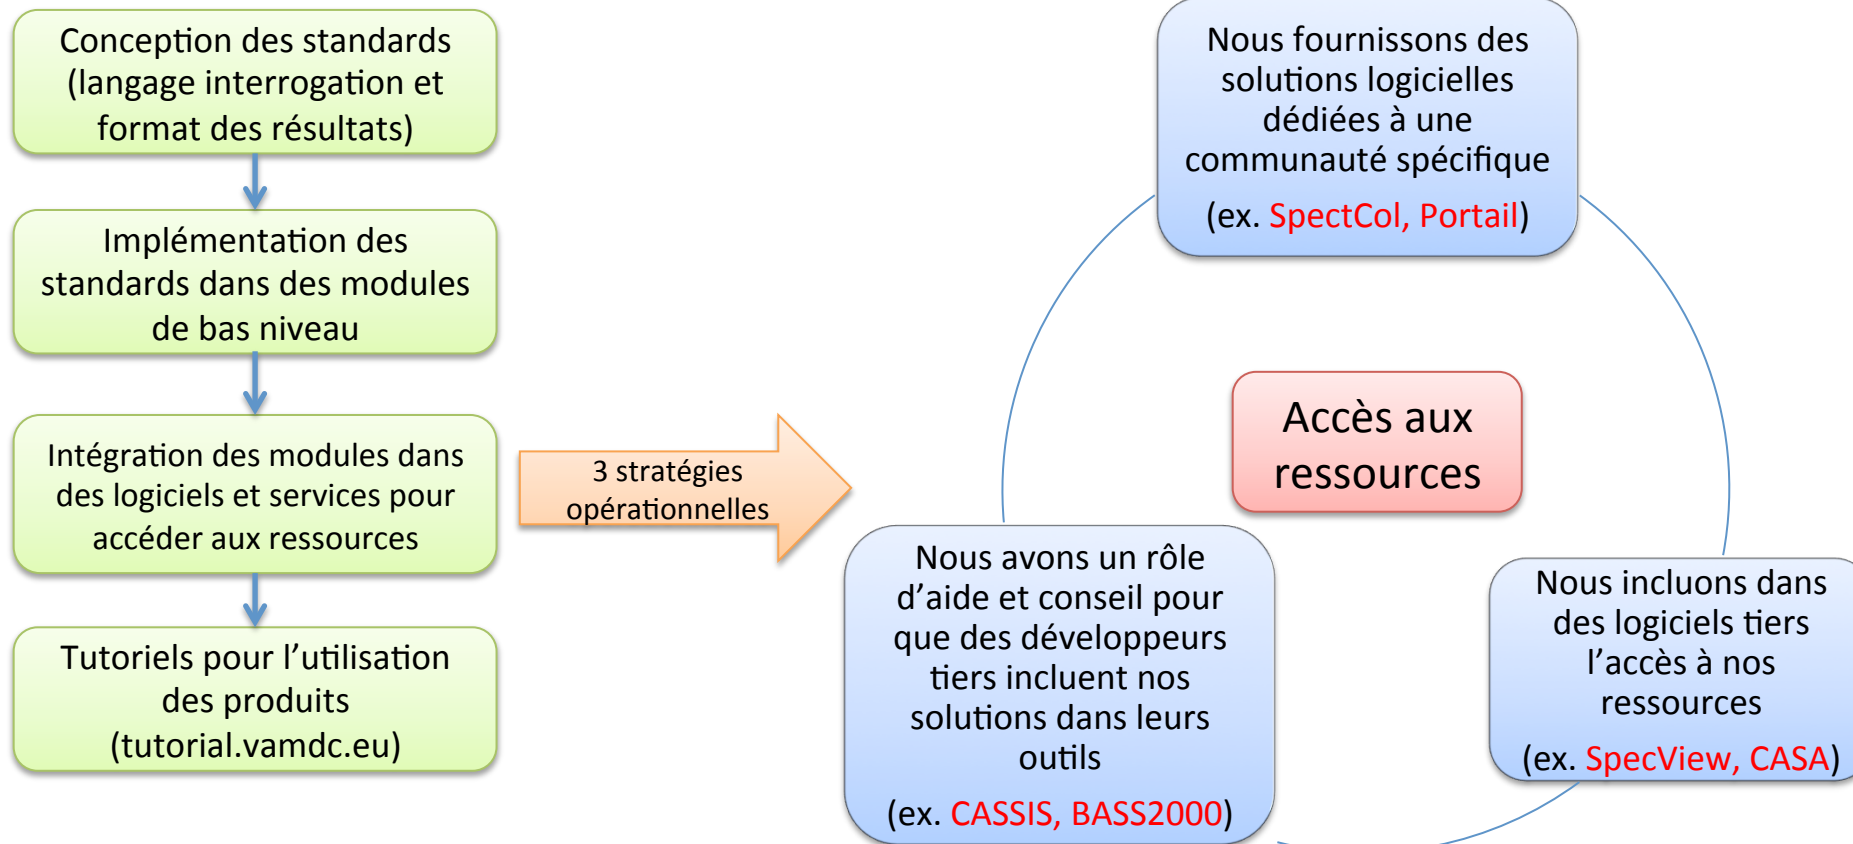 Conception des standards
(langage interrogation et
format des résultats)
Implémentation des
standards dans des modules
de bas niveau
Intégration des modules dans
des logiciels et services pour
accéder aux ressources
Tutoriels pour l’utilisation
des produits
(tutorial.vamdc.eu)
3 stratégies
opérationnelles
Nous fournissons des
solutions logicielles
dédiées à une
communauté spécifique
(ex. SpectCol, Portail)
Accès aux
ressources
Nous avons un rôle
d’aide et conseil pour
que des développeurs
tiers incluent nos
solutions dans leurs
outils
(ex. CASSIS, BASS2000)
Nous incluons dans
des logiciels tiers
l’accès à nos
ressources
(ex. SpecView, CASA)